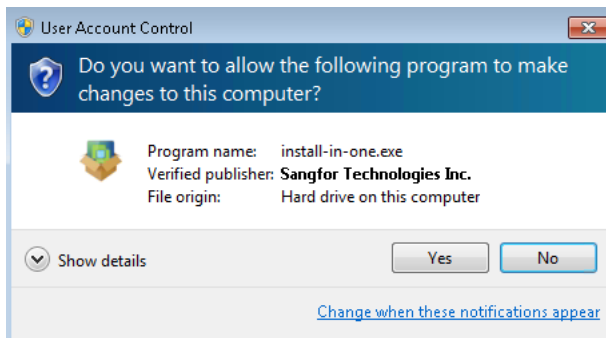 User Account Control
Do you want to allow the following program to make
changes to this computer?
Program name: install-in-one.exe
Verified publisher: Sangfor Technologies Inc.
File origin: Hard drive on this computer
Show details
Yes
No
Change when these notifications appear